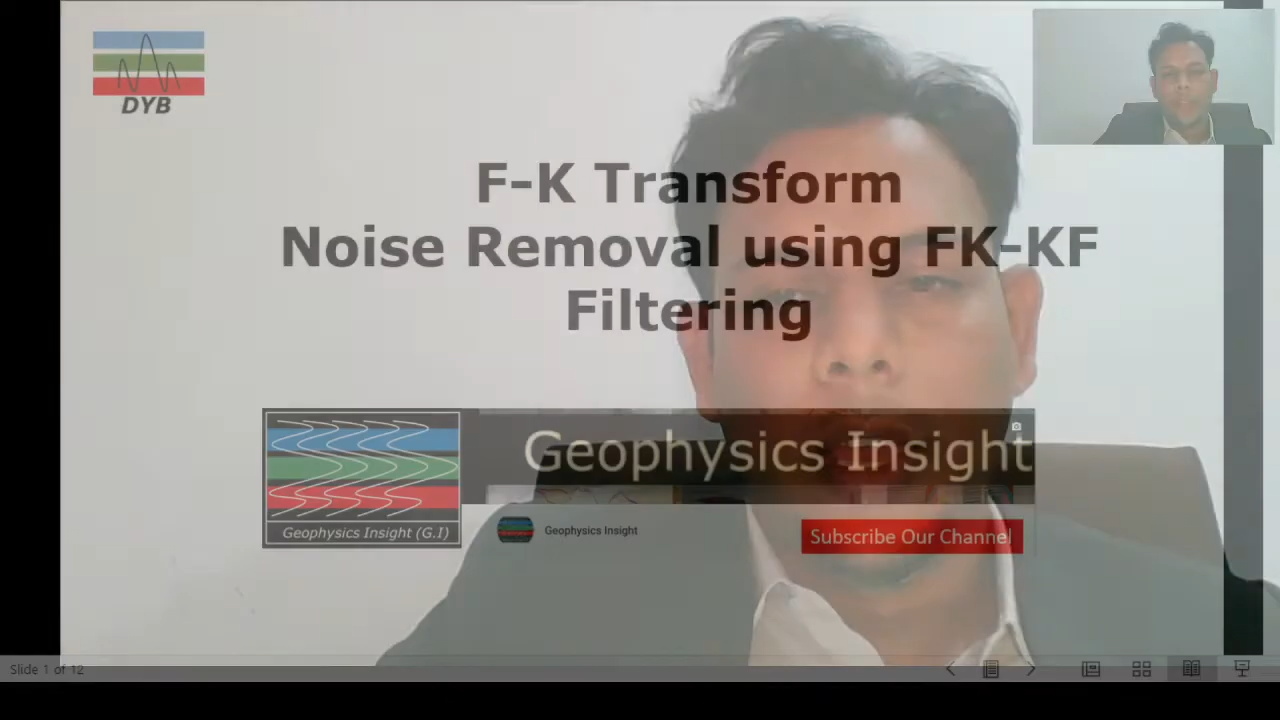 DYB
F-K Transform
Noise Removal using FK-KF
Filtering
Geophysics Insight
Geophysics Insight (G.I)
Geophysics Insight
Subscribe Our Channel
Slide 1 of 12